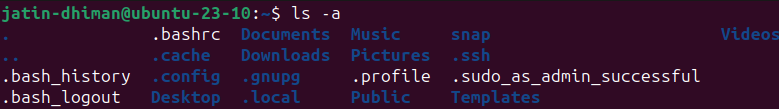 jatin-dhiman@ubuntu-23-10:~$ ls -a
. .bashrc Documents Music snap Videos
.. .cache Downloads Pictures .ssh
.bash_history .config .gnupg .profile .sudo_as_admin_successful
.bash_logout Desktop .local Public Templates